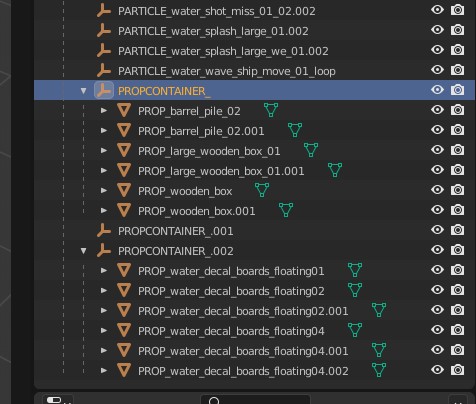 PARTICLE_water_shot_miss_01_02.002
PARTICLE_water_splash_large_01.002
PARTICLE_water_splash_large_we_01.002
PARTICLE_water_wave_ship_move_01_loop
PROPCONTAINER_
PROP_barrel_pile_02
PROP_barrel_pile_02.001
PROP_large_wooden_box_01
PROP_large_wooden_box_01.001
PROP_wooden_box
PROP_wooden_box.001
PROPCONTAINER_.001
PROPCONTAINER_.002
PROP_water_decal_boards_floating01
PROP_water_decal_boards_floating02
PROP_water_decal_boards_floating02.001
PROP_water_decal_boards_floating04
PROP_water_decal_boards_floating04.001
PROP_water_decal_boards_floating04.002